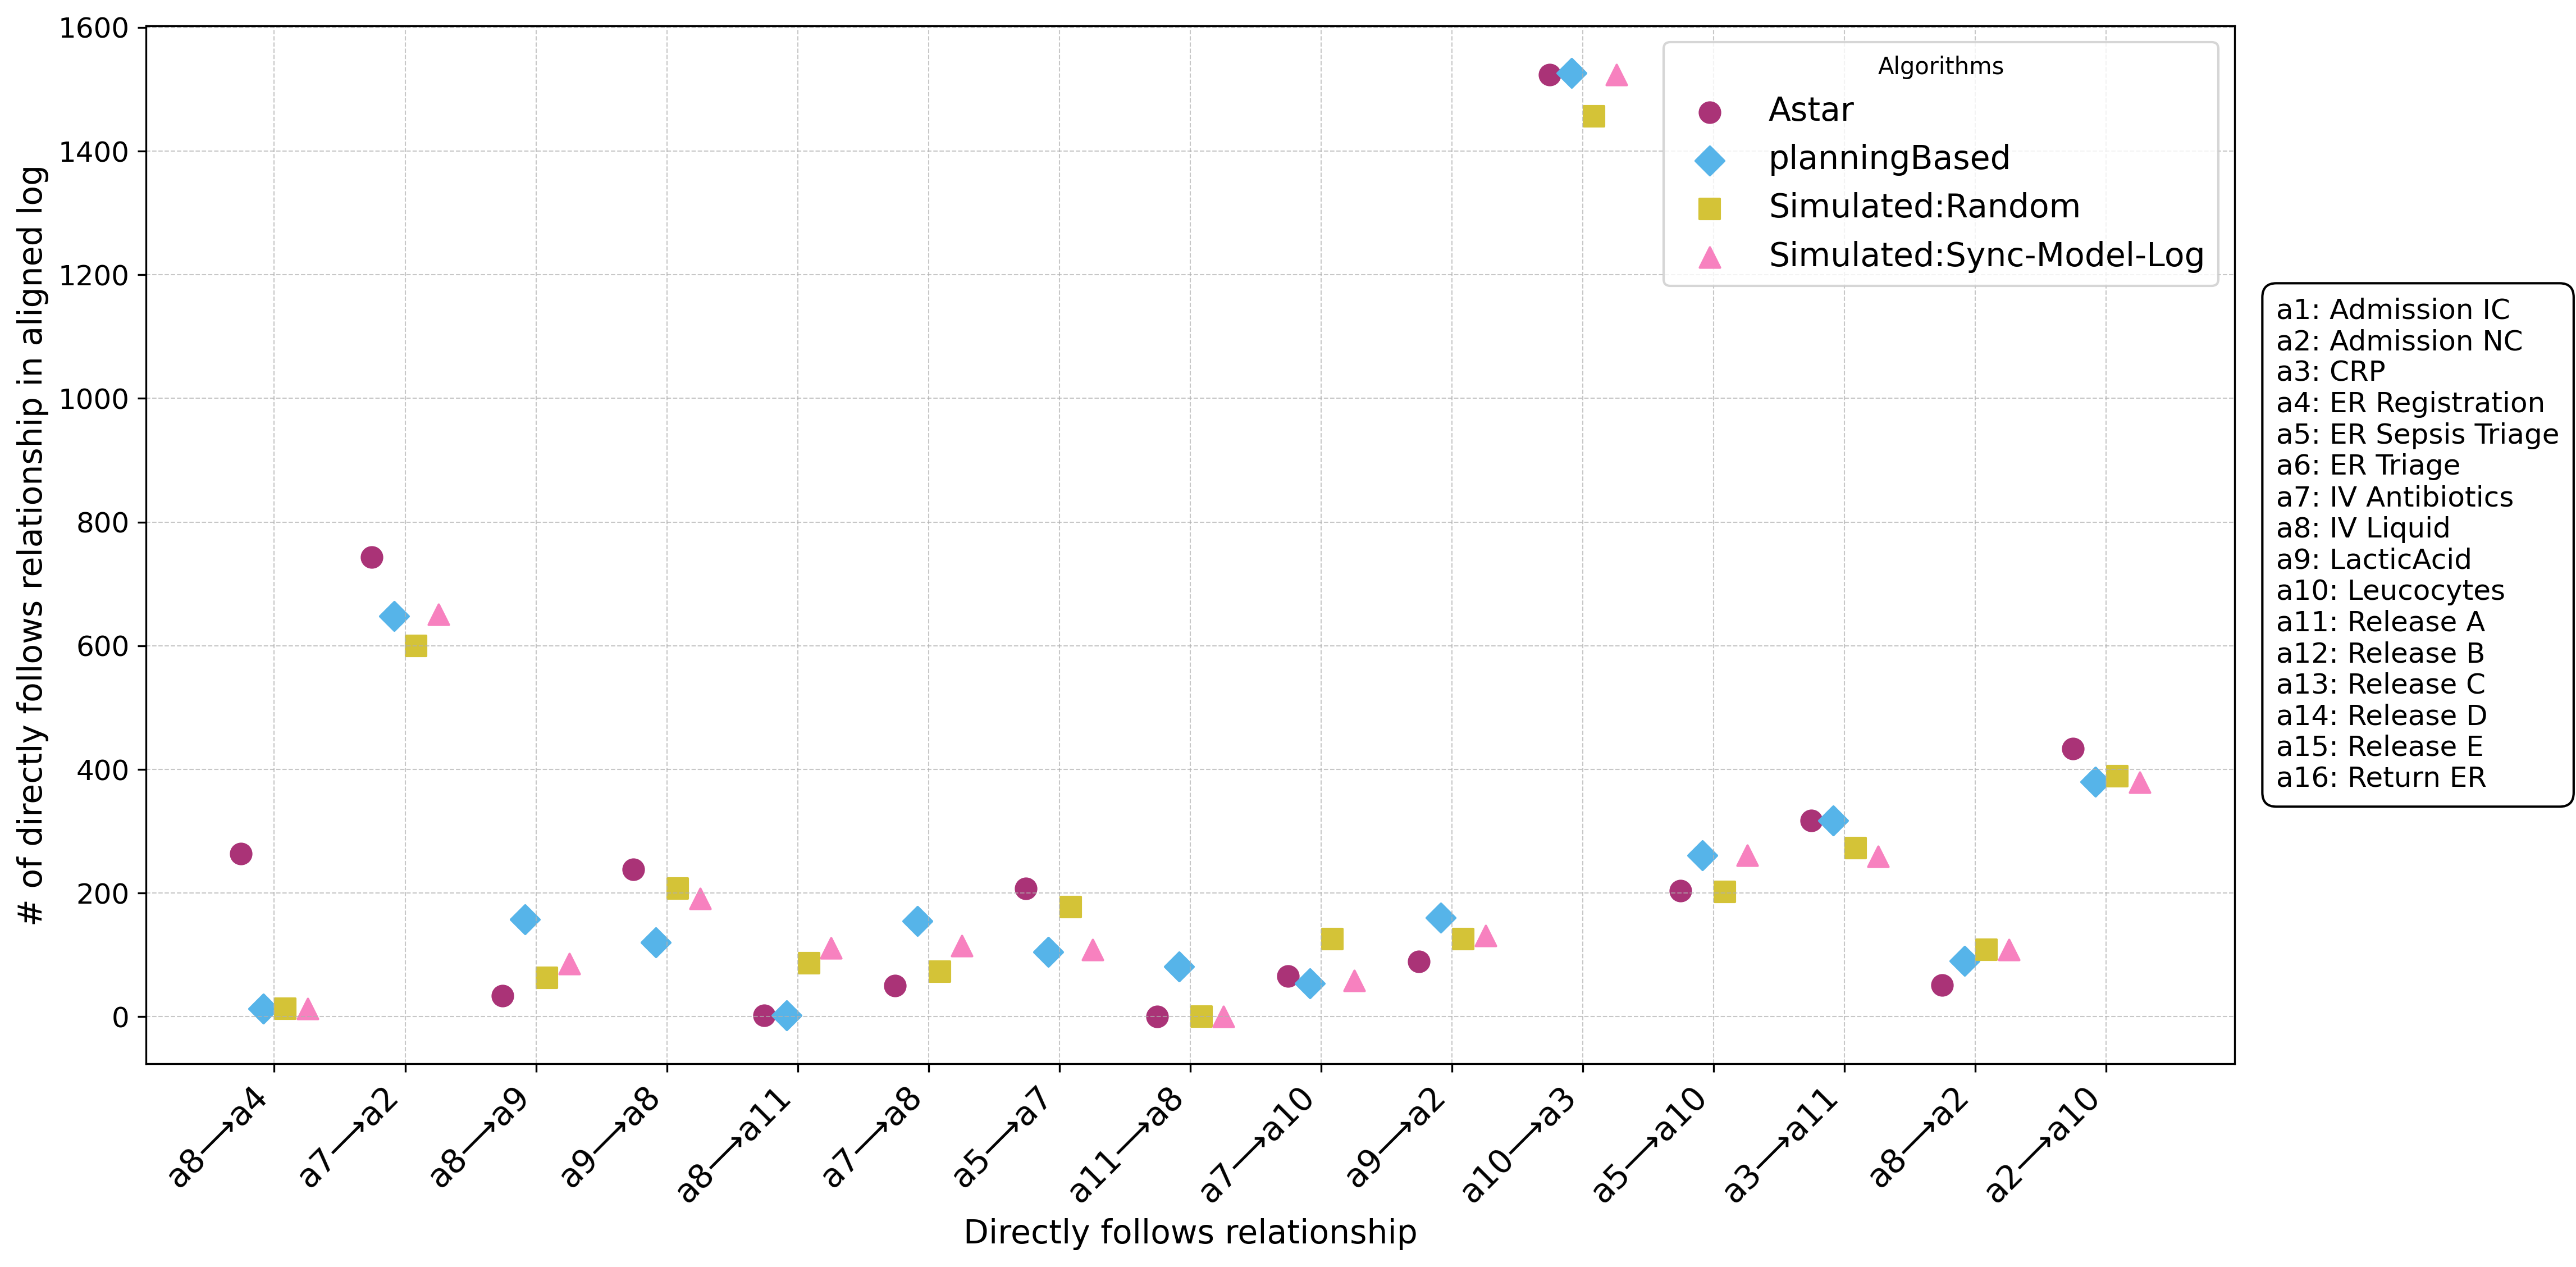 # of directly follows relationship in aligned log
1600
1400
1200
1000
800
600
400
200
0
Algorithms
Astar
planningBased
Simulated:Random
Simulated:Sync-Model-Log
a1: Admission IC
a2: Admission NC
a3: CRP
a4: ER Registration
a5: ER Sepsis Triage
a6: ER Triage
a7: IV Antibiotics
a8: IV Liquid
a9: LacticAcid
a10: Leucocytes
a11: Release A
a12: Release B
a13: Release C
a14: Release D
a15: Release E
a16: Return ER
a8→a4
a7→a2
a8→a9
a9→a8
a8→a11
a7→a8
a5→a7
a11→a8
a7→a10
a9→a2
a10→a3
a5→a10
a3→a11
a8→a2
a2→a10
Directly follows relationship